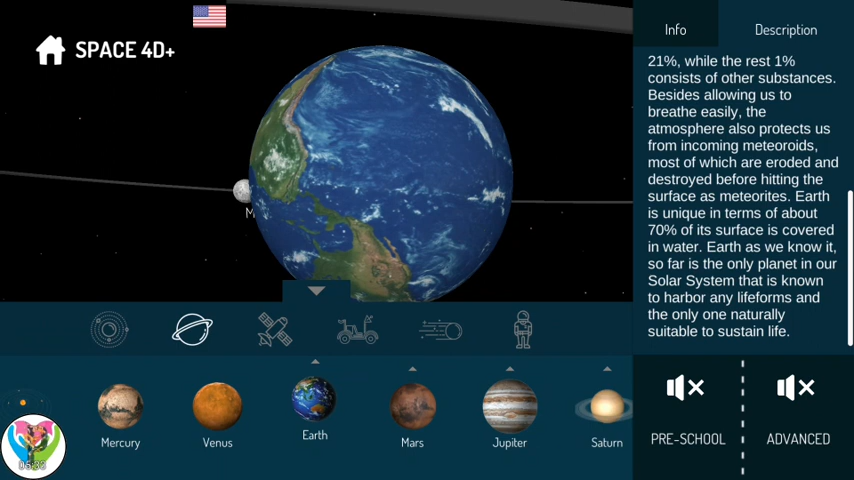 SPACE 4D+
Info
Description
21%, while the rest 1%
consists of other substances.
Besides allowing us to
breathe easily, the
atmosphere also protects us
from incoming meteoroids,
most of which are eroded and
destroyed before hitting the
surface as meteorites. Earth
is unique in terms of about
70% of its surface is covered
in water. Earth as we know it,
so far is the only planet in our
Solar System that is known
to harbor any lifeforms and
the only one naturally
suitable to sustain life.
M
Mercury
Venus
Earth
Mars
Jupiter
Saturn
PRE-SCHOOL
ADVANCED